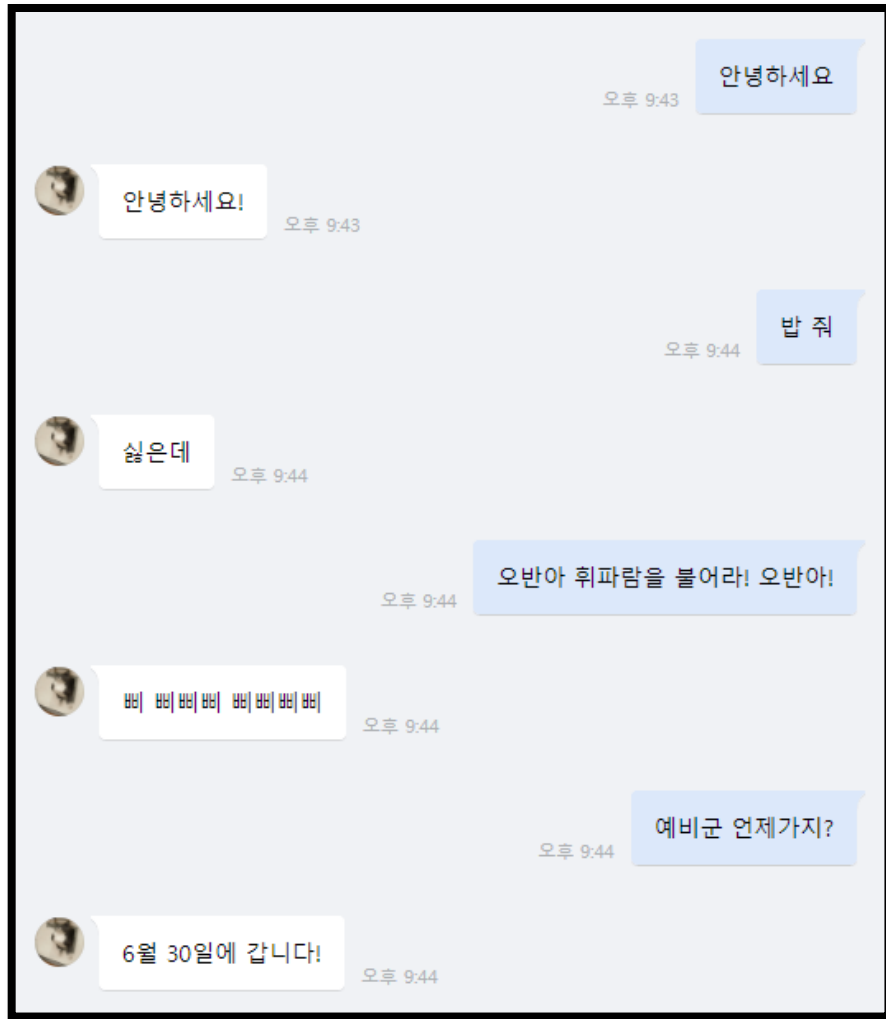 안녕하세요
오후 9:43
안녕하세요!
오후 9:43
밥 줘
오후 9:44
싫은데
오후 9:44
오반아 휘파람을 불어라! 오반아!
오후 9:44
삐 삐삐삐 삐삐삐삐
오후 9:44
예비군 언제가지?
오후 9:44
6월 30일에 갑니다!
오후 9:44